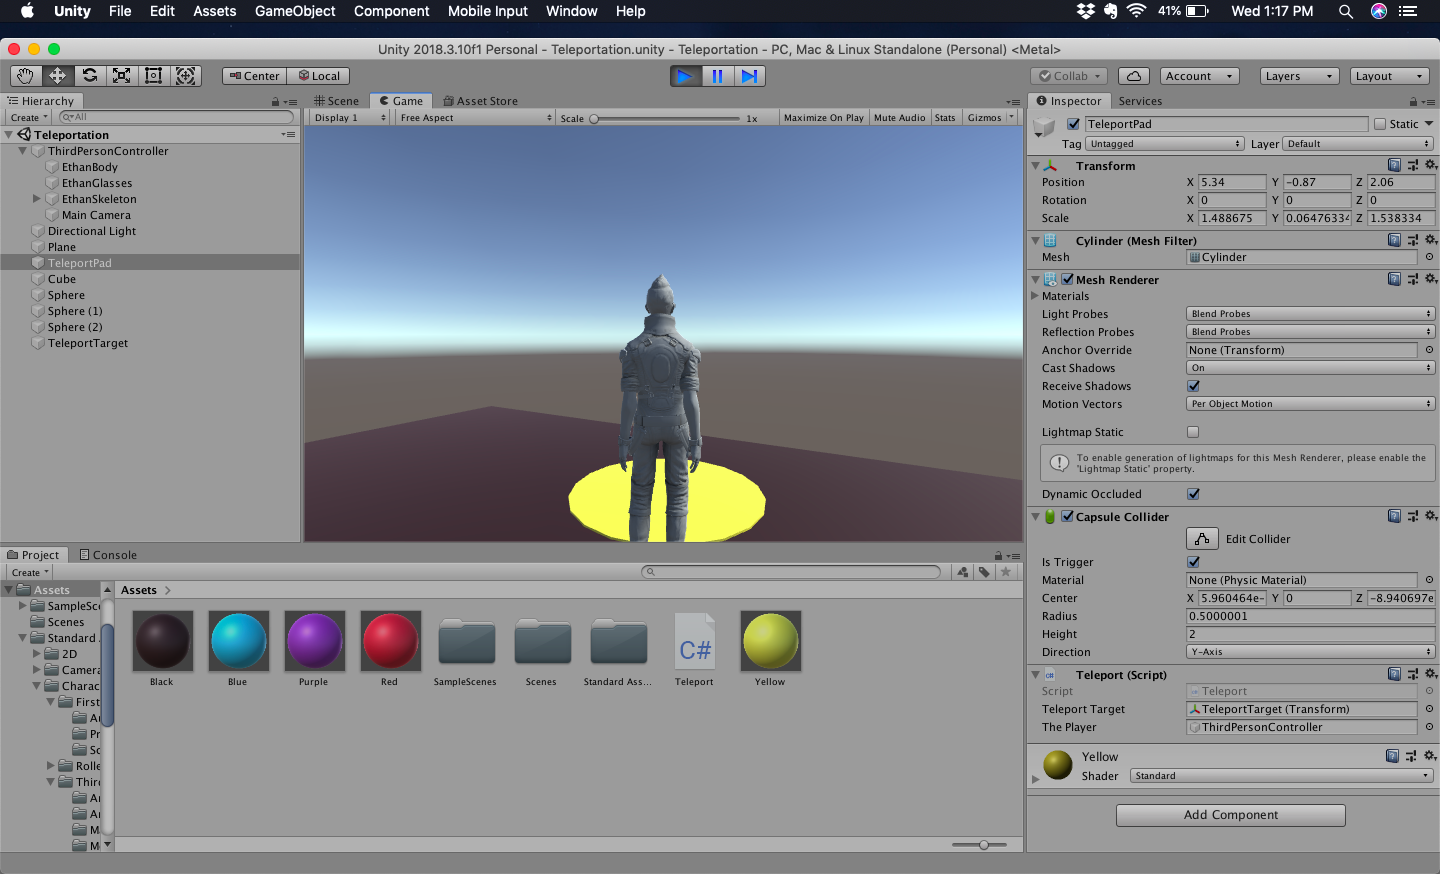 Unity File Edit Assets GameObject Component Mobile Input Window Help 41% Wed 1:17 PM
Unity 2018.3.10f1 Personal - Teleportation.unity - Teleportation - PC, Mac & Linux Standalone (Personal) <Metal>
Center Local Collab Account Layers Layout
Hierarchy
Create All
Teleportation
ThirdPersonController
EthanBody
EthanGlasses
EthanSkeleton
Main Camera
Directional Light
Plane
TeleportPad
Cube
Sphere
Sphere (1)
Sphere (2)
TeleportTarget
Scene Game Asset Store
Display 1 Free Aspect Scale 1x Maximize On Play Mute Audio Stats Gizmos
Inspector Services
TeleportPad Static
Tag Untagged Layer Default
Transform
Position X 5.34 Y -0.87 Z 2.06
Rotation X 0 Y 0 Z 0
Scale X 1.488675 Y 0.06476334 Z 1.538334
Cylinder (Mesh Filter)
Mesh Cylinder
Mesh Renderer
Materials
Light Probes Blend Probes
Reflection Probes Blend Probes
Anchor Override None (Transform)
Cast Shadows On
Receive Shadows
Motion Vectors Per Object Motion
Lightmap Static
To enable generation of lightmaps for this Mesh Renderer, please enable the
'Lightmap Static' property.
Dynamic Occluded
Capsule Collider
Edit Collider
Is Trigger
Material None (Physic Material)
Center X 5.960464e- Y 0 Z -8.940697e
Radius 0.5000001
Height 2
Direction Y-Axis
Teleport (Script)
Script Teleport
Teleport Target TeleportTarget (Transform)
The Player ThirdPersonController
Yellow
Shader Standard
Add Component
Project Console
Create
Assets
SampleSc
Scenes
Standard
2D
Camera
Charac
First
A
Pr
Sc
Rolle
Thir
A
A
M
M
Assets
C#
Black Blue Purple Red SampleScenes Scenes Standard Ass... Teleport Yellow